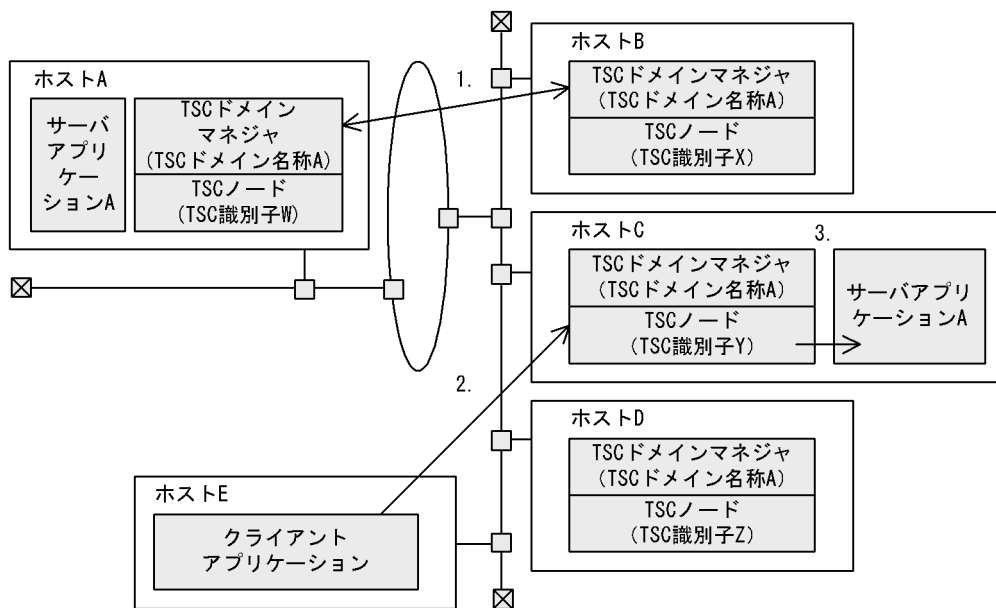 ホストA
サーバ
アプリ
ケー
ションA
TSCドメイン
マネジャ
(TSCドメイン名称A)
TSCノード
(TSC識別子W)
1.
ホストB
TSCドメインマネジャ
(TSCドメイン名称A)
TSCノード
(TSC識別子X)
ホストC
TSCドメインマネジャ
(TSCドメイン名称A)
TSCノード
(TSC識別子Y)
3.
サーバアプリ
ケーションA
2.
ホストD
TSCドメインマネジャ
(TSCドメイン名称A)
TSCノード
(TSC識別子Z)
ホストE
クライアント
アプリケーション